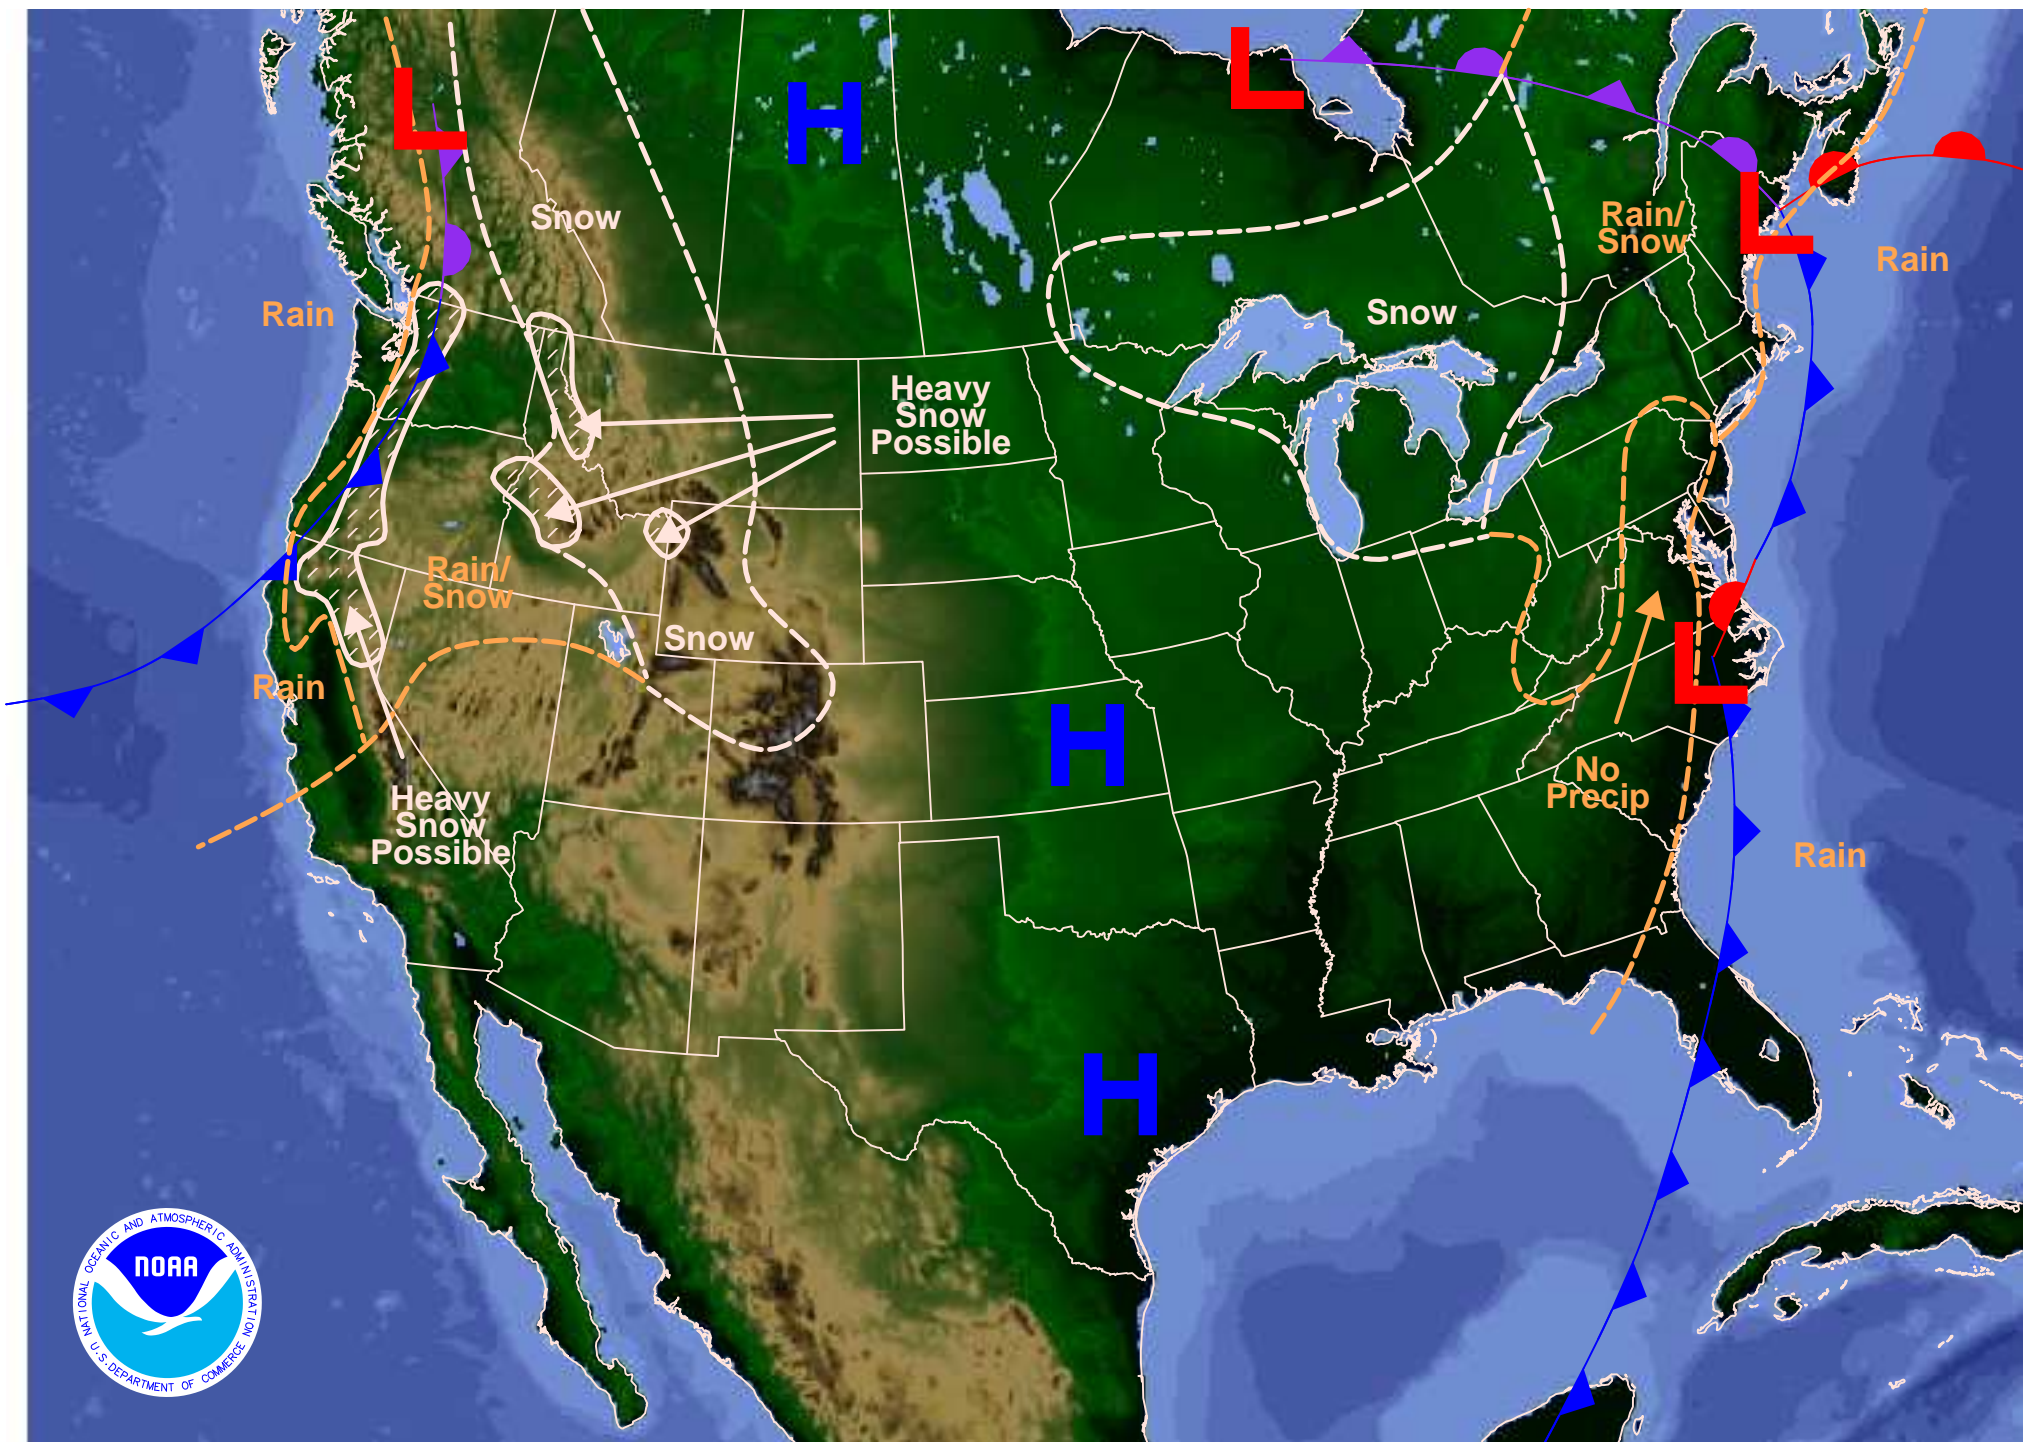 L
L
H
L
Snow
Rain/
Snow
Rain
Rain
Snow
Heavy
Snow
Possible
Rain/
Snow
Snow
L
Rain
H
No
Precip
Heavy
Snow
Possible
Rain
H
NATIONAL OCEANIC AND ATMOSPHERIC ADMINISTRATION
NOAA
U.S. DEPARTMENT OF COMMERCE